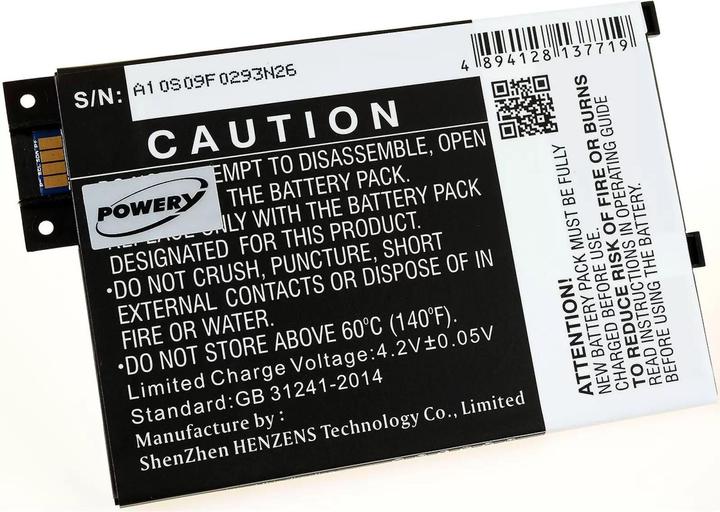 S/N: A10S09F0293N26
4 894128 137719
CAUTION
EMPT TO DISASSEMBLE, OPEN
THE BATTERY PACK.
ONLY WITH THE BATTERY PACK
DESIGNATED FOR THIS PRODUCT.
•DO NOT CRUSH, PUNCTURE, SHORT
EXTERNAL CONTACTS OR DISPOSE OF IN
FIRE OR WATER.
•DO NOT STORE ABOVE 60°C (140°F).
Limited Charge Voltage:4.2V±0.05V
Standard:GB 31241-2014
Manufacture by :
ShenZhen HENZENS Technology Co., Limited
POWERY
ATTENTION!
NEW BATTERY PACK MUST BE FULLY
CHARGED BEFORE USE.
TO REDUCE RISK OF FIRE OR BURNS
READ INSTRUCTIONS IN OPERATING GUIDE
BEFORE USING THE BATTERY.